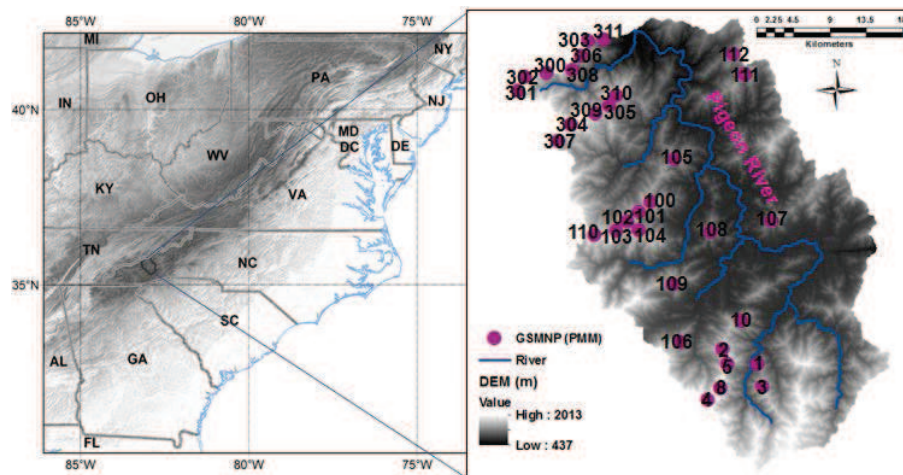 85°W
80°W
75°W
MI
NY
PA
OH
IN
NJ
40°N
MD
DC
DE
WV
KY
VA
TN
NC
35°N
SC
AL
GA
FL
85°W
80°W
75°W
0 2.25 4.5 9 13.5 18
Kilometers
N
303
311
306
300
308
302
301
310
309
305
304
307
112
111
Pigeon River
105
100
102
101
110
103
104
108
107
109
10
106
2
5
1
8
3
4
GSMNP (PMM)
River
DEM (m)
Value
High : 2013
Low : 437